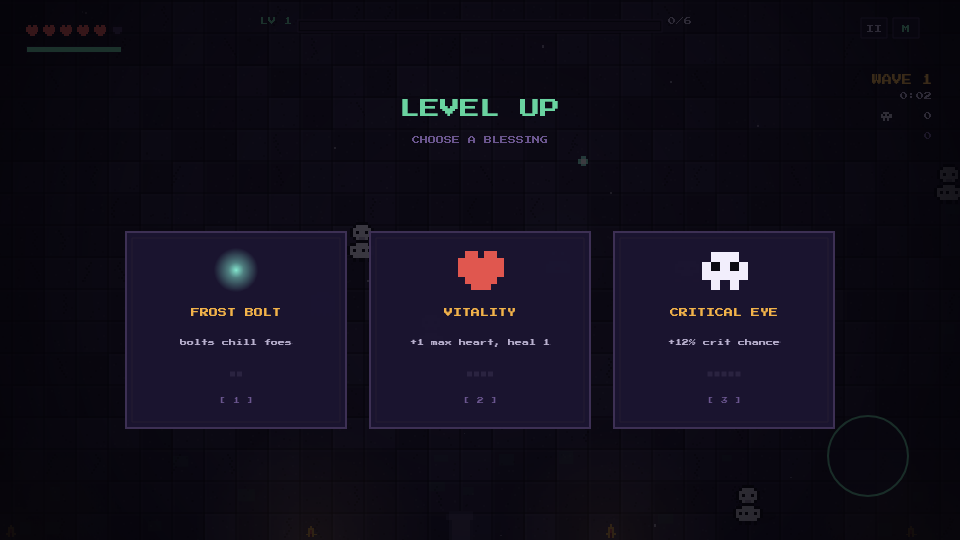 LV 1
0/6
II
M
WAVE 1
0:02
0
0
LEVEL UP
CHOOSE A BLESSING
FROST BOLT
bolts chill foes
[ 1 ]
VITALITY
+1 max heart, heal 1
[ 2 ]
CRITICAL EYE
+12% crit chance
[ 3 ]